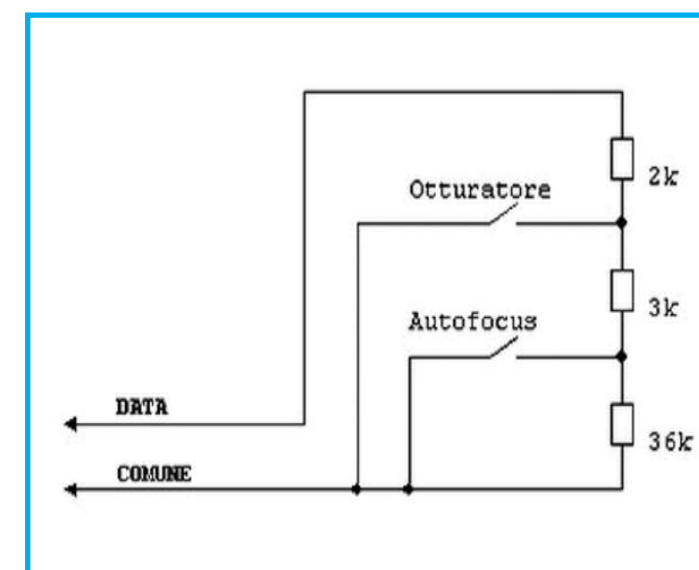 2k
Otturatore
3k
Autofocus
DATA
36k
COMUNE